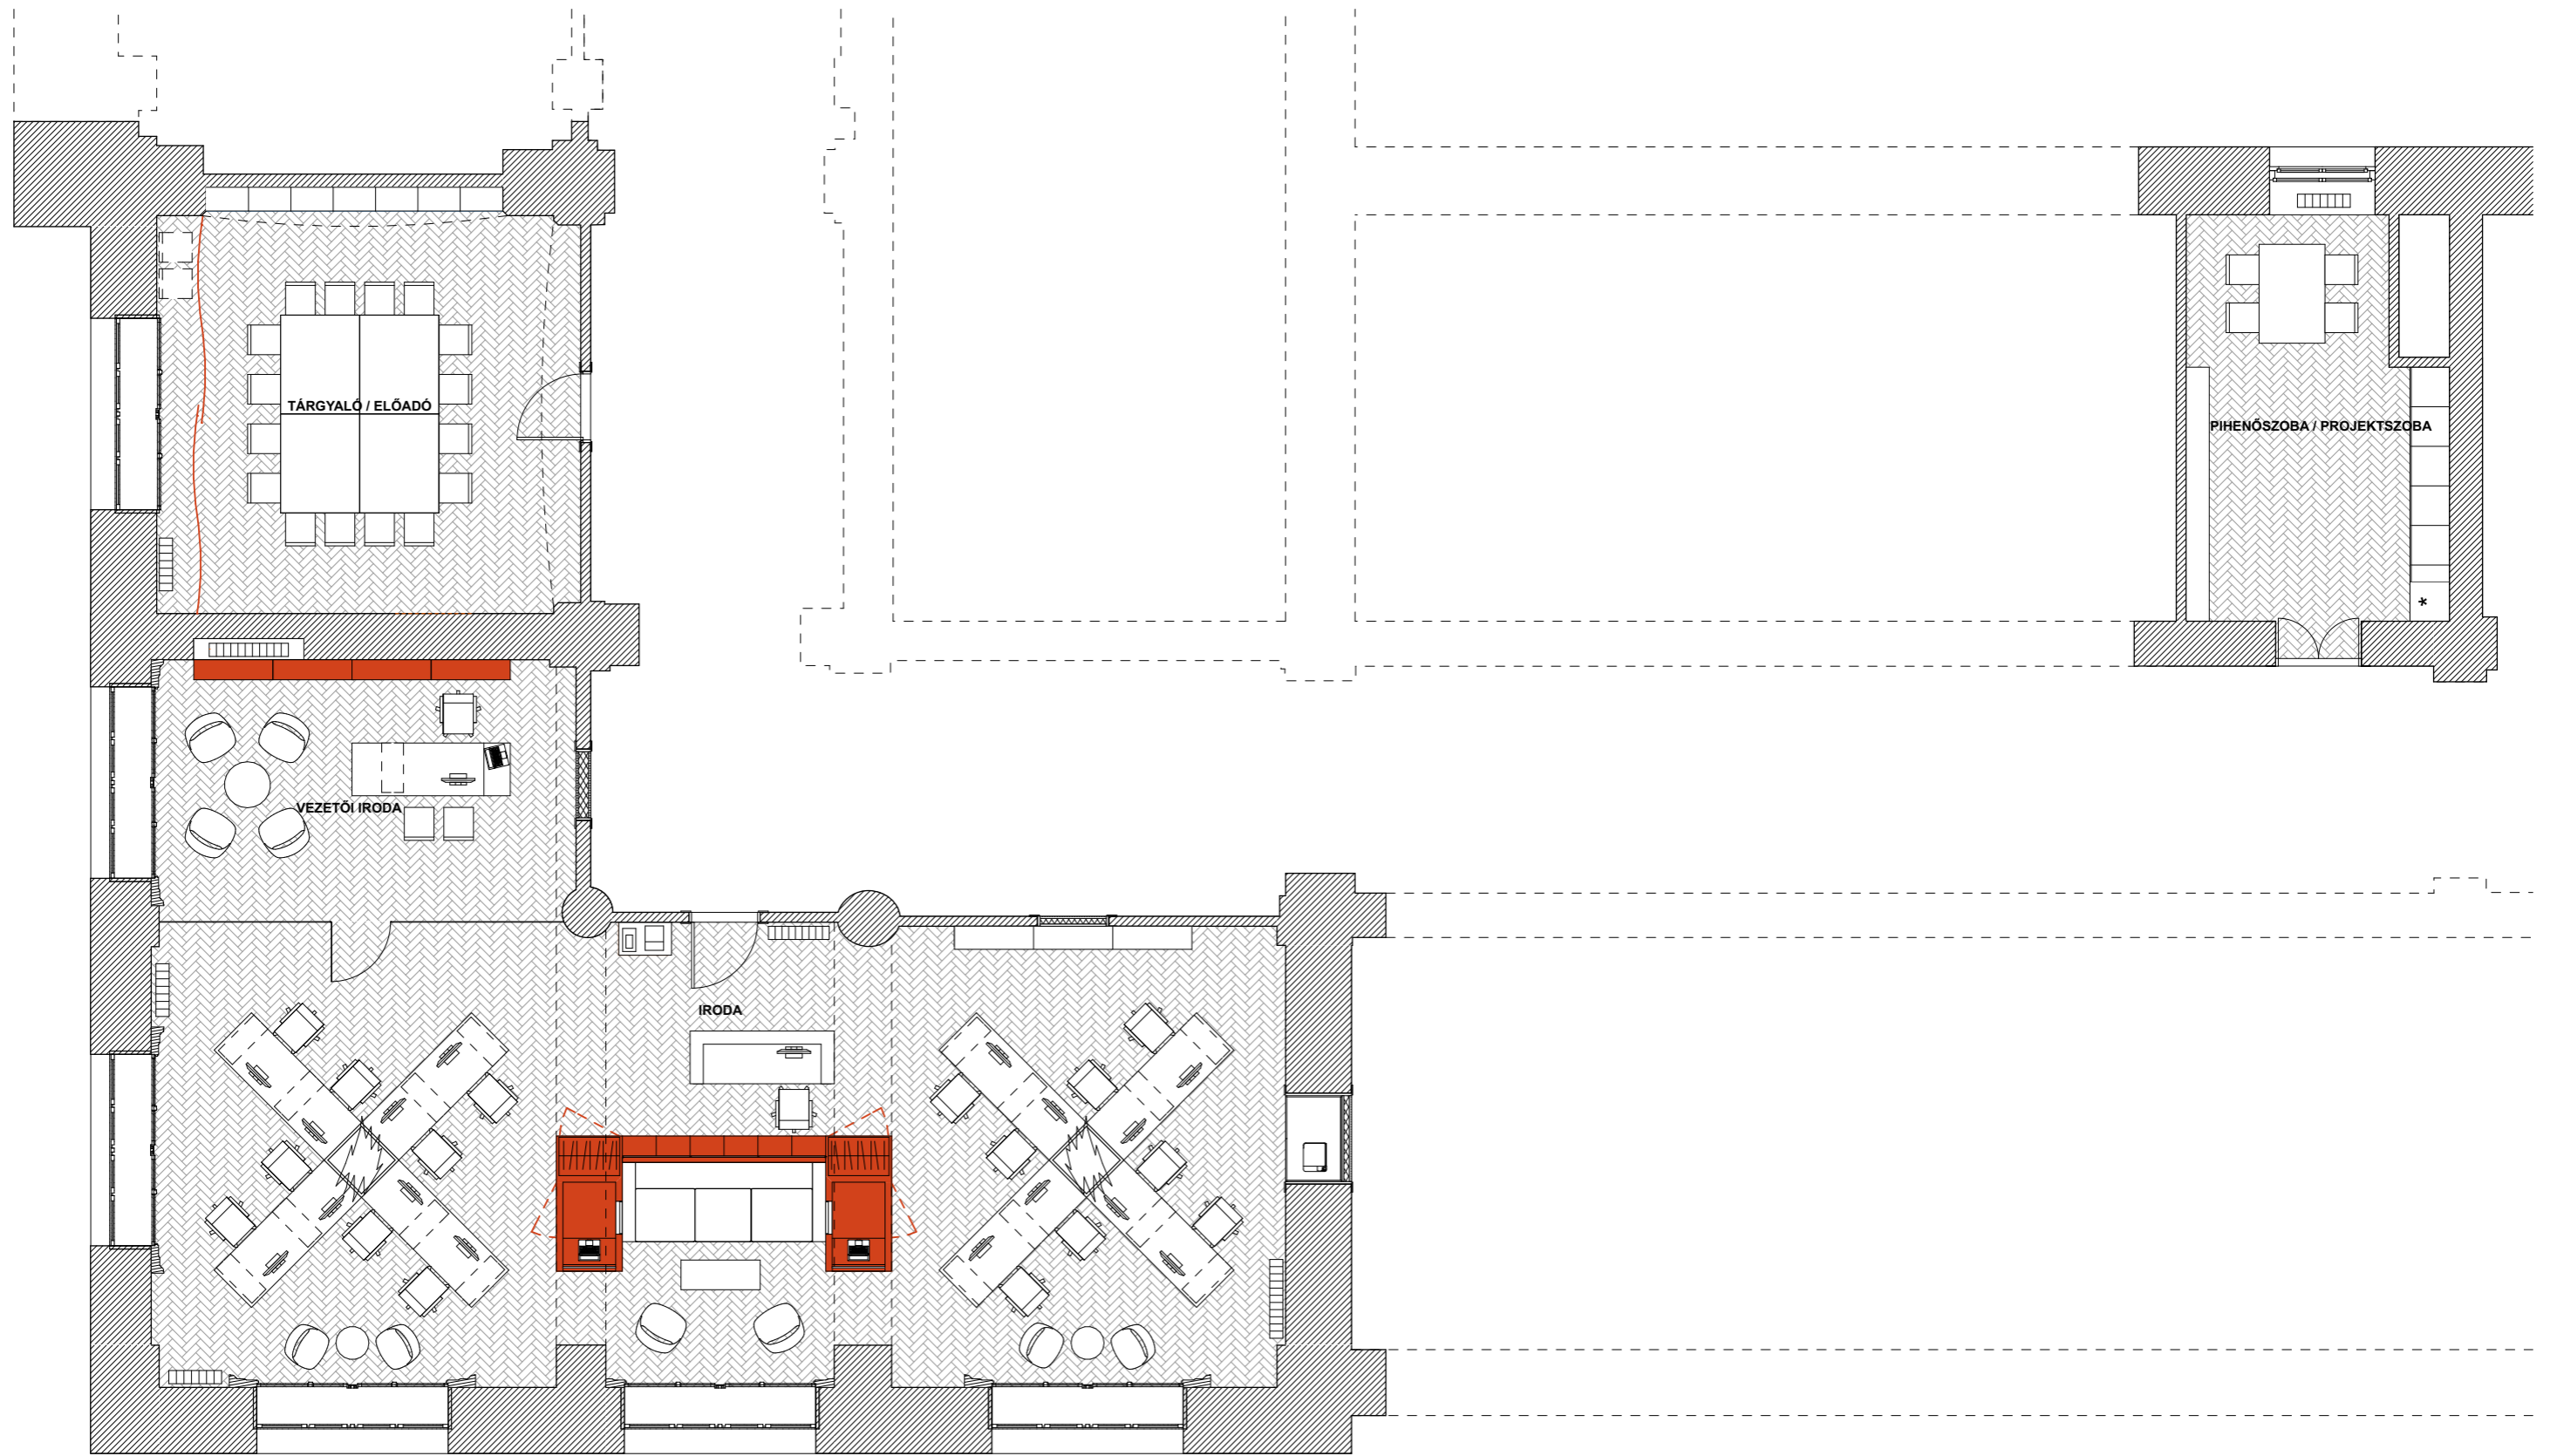 TÁRGYALÓ / ELŐADÓ
PIHENŐSZOBA / PROJEKTSZOBA
VEZETŐI IRODA
IRODA
*